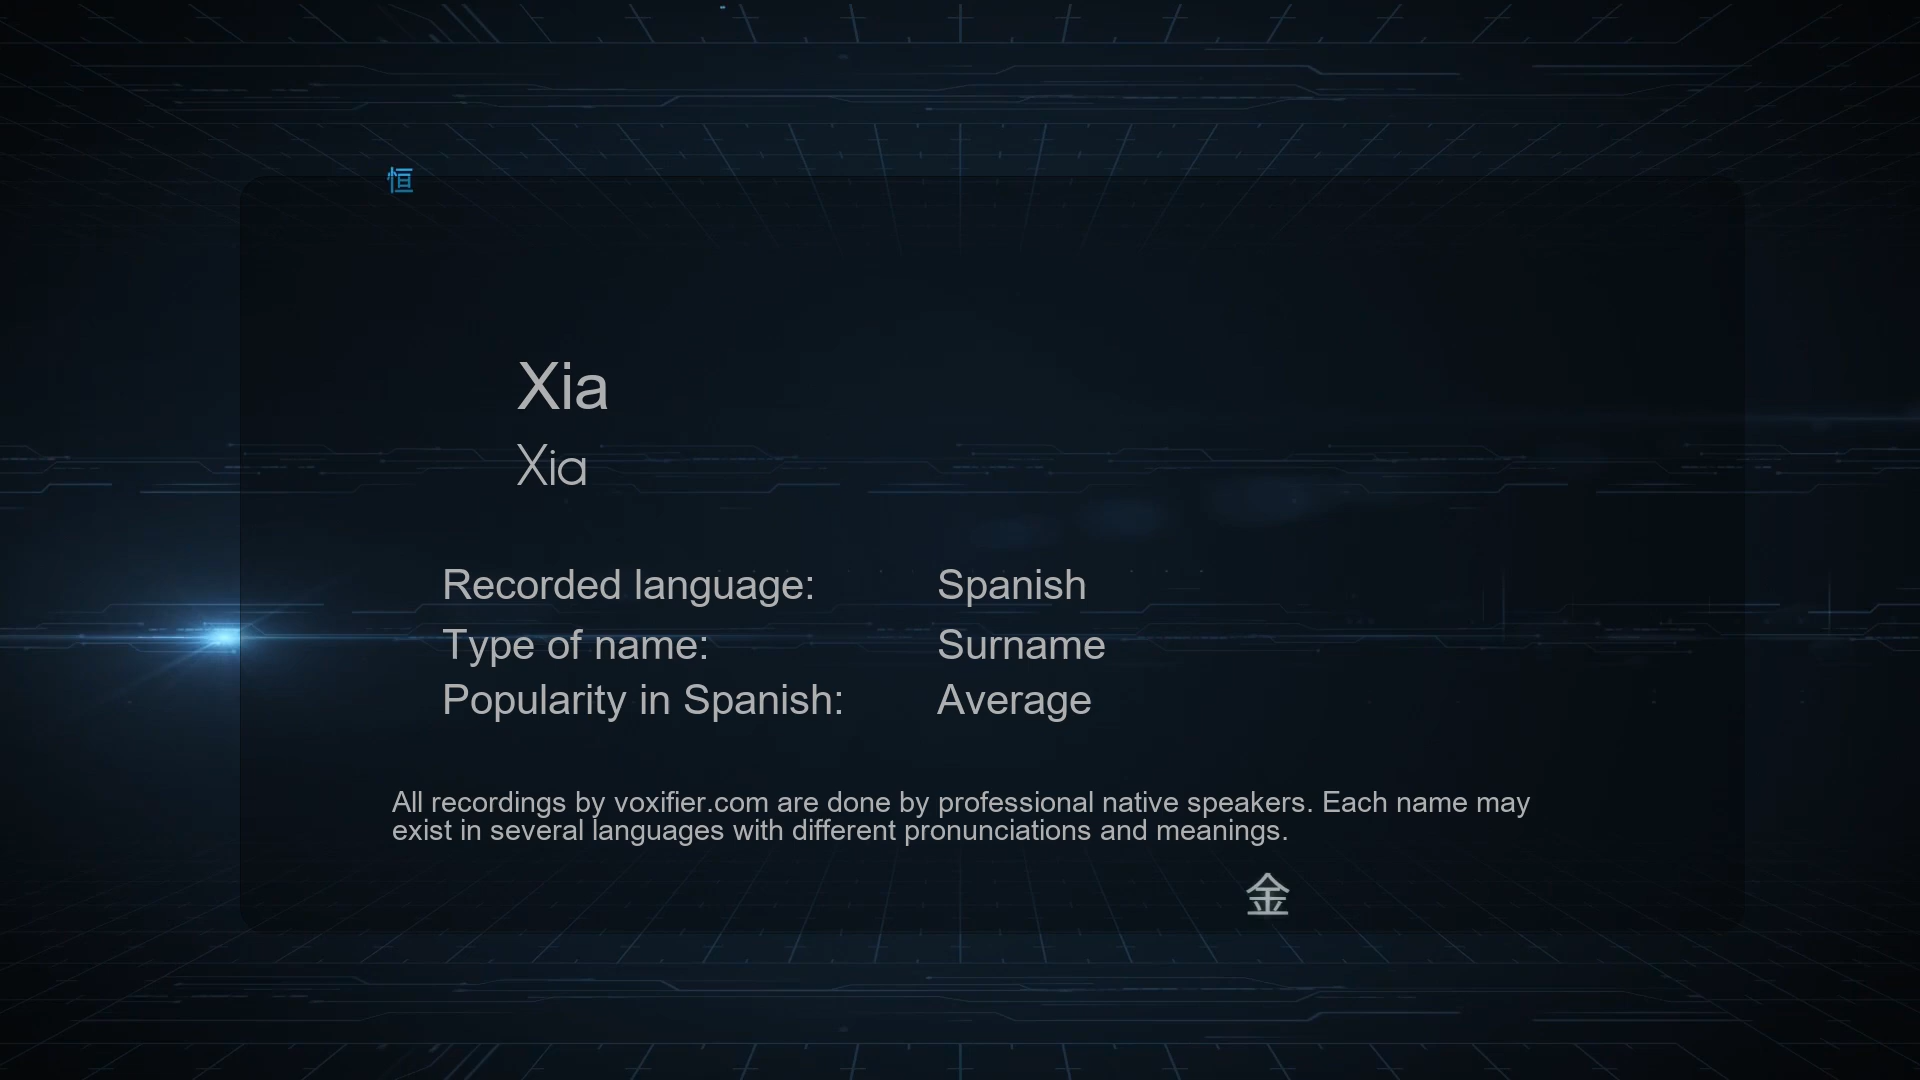 恒
Xia
Xia
Recorded language: Spanish
Type of name: Surname
Popularity in Spanish: Average
All recordings by voxifier.com are done by professional native speakers. Each name may
exist in several languages with different pronunciations and meanings.
金